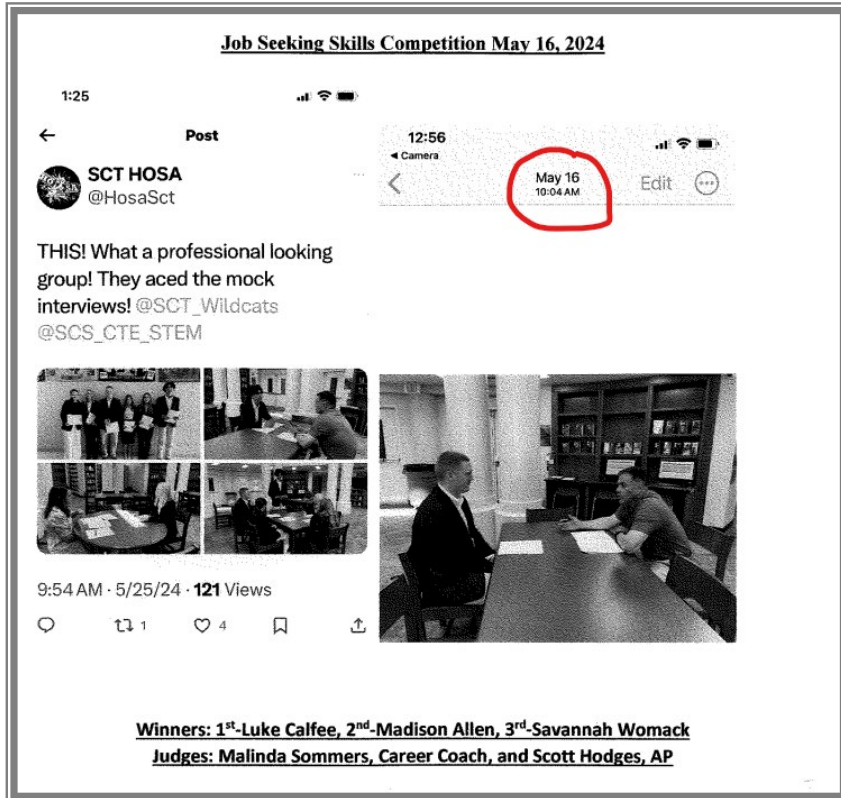 Job Seeking Skills Competition May 16, 2024
1:25
Post
SCT HOSA
@HosaSct
THIS! What a professional looking
group! They aced the mock
interviews! @SCT_Wildcats
@SCS_CTE_STEM
9:54 AM · 5/25/24 · 121 Views
1
4
12:56
◄ Camera
May 16
10:04 AM
Edit
Winners: 1st-Luke Calfee, 2nd-Madison Allen, 3rd-Savannah Womack
Judges: Malinda Sommers, Career Coach, and Scott Hodges, AP